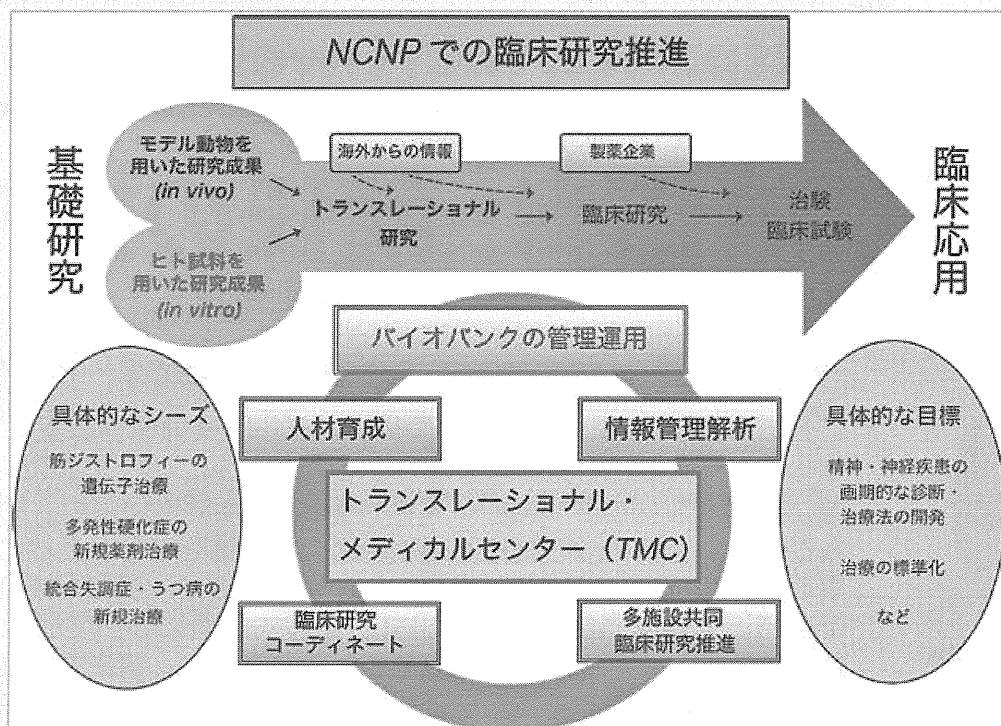 NCNP での臨床研究推進
基礎研究
モデル動物を
用いた研究成果
(in vivo)
ヒト試料を
用いた研究成果
(in vitro)
海外からの情報
製薬企業
トランスレーショナル
研究
臨床研究
治験
臨床試験
臨床応用
バイオバンクの管理運用
人材育成
情報管理解析
トランスレーショナル・
メディカルセンター（TMC）
臨床研究
コーディネート
多施設共同
臨床研究推進
具体的なシーズ
筋ジストロフィーの
遺伝子治療
多発性硬化症の
新規薬剤治療
統合失調症・うつ病の
新規治療
具体的な目標
精神・神経疾患の
画期的な診断・
治療法の開発
治療の標準化
など